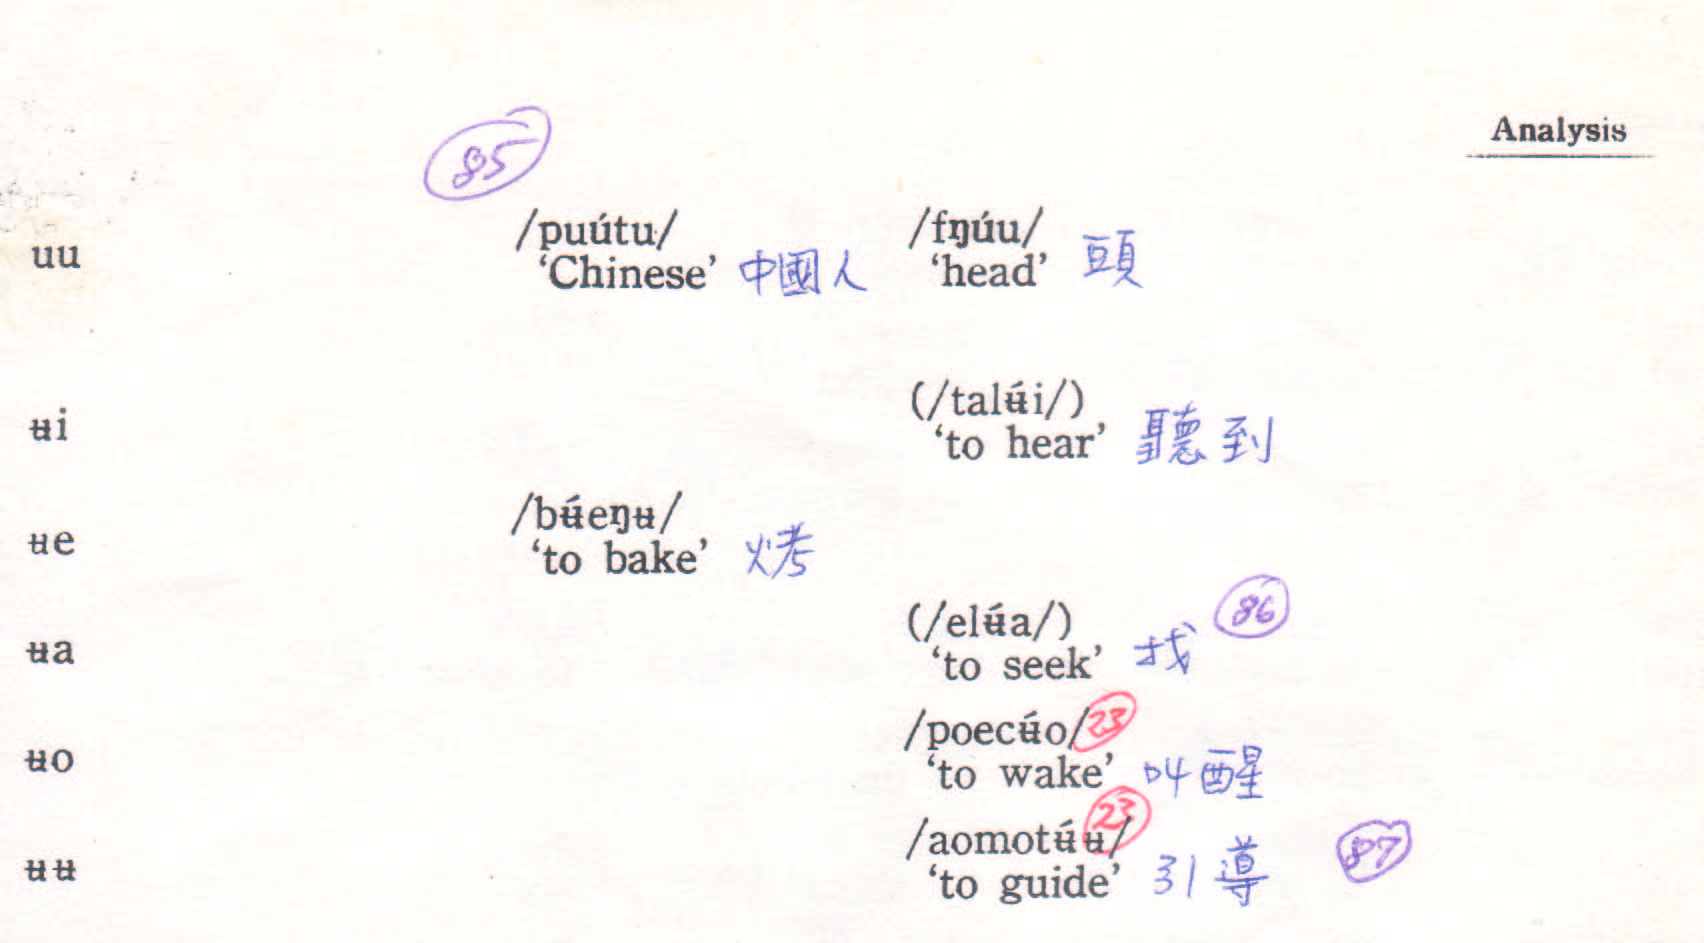 Analysis
85
uu /puútu/ /fŋúu/
‘Chinese’ 中國人 ‘head’ 頭
ʉi (/talʉ́i/)
‘to hear’ 聽到
ʉe /bʉ́eŋʉ/
‘to bake’ 烤
ʉa (/elʉ́a/) 86
‘to seek’ 找
ʉo /poecʉ́o/ 23
‘to wake’ 叫醒
ʉʉ /aomotʉ́ʉ/ 23
‘to guide’ 引導 87